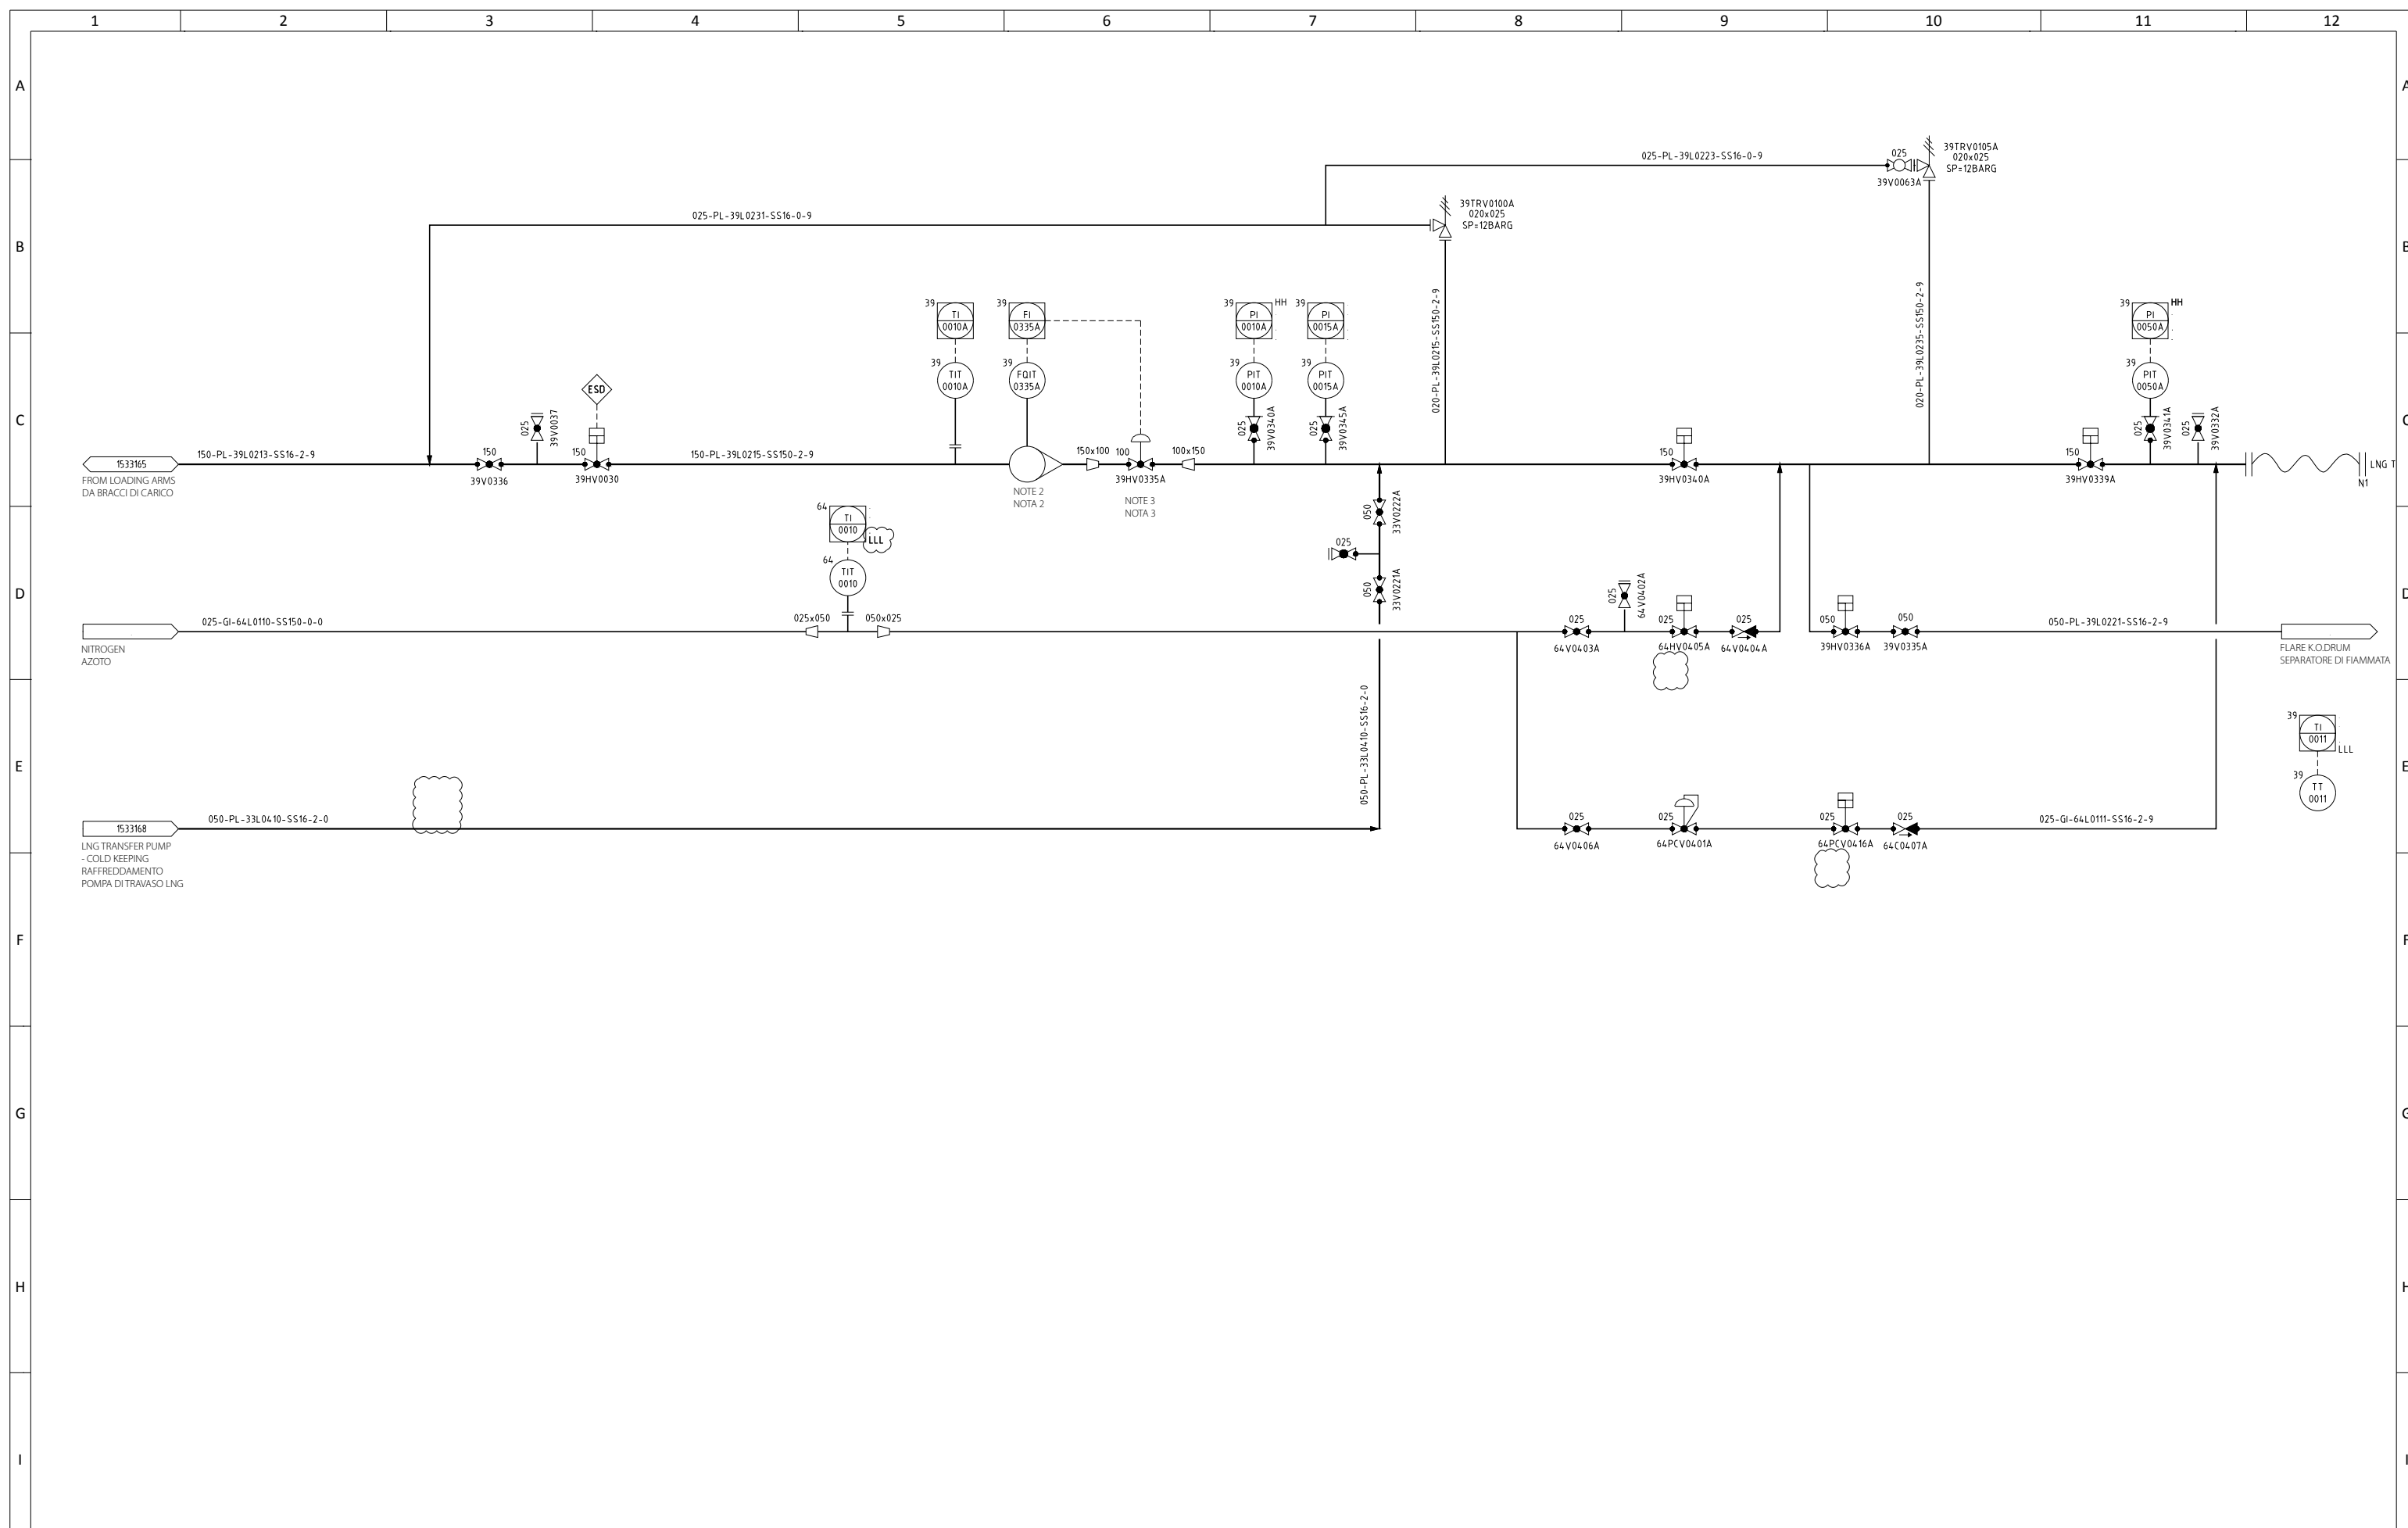 1 2 3 4 5 6 7 8 9 10 11 12
A
A
025-PL-39L0223-SS16-0-9
025
39V0063A
39TRV0105A
020x025
SP=12BARG
B
B
025-PL-39L0231-SS16-0-9
39TRV0100A
020x025
SP=12BARG
020-PL-39L0215-SS150-2-9
020-PL-39L0235-SS150-2-9
39
TI
0010A
39
FI
0335A
39
PI
0010A
HH
39
PI
0015A
39
PI
0050A
HH
39
TIT
0010A
39
FQIT
0335A
39
PIT
0010A
39
PIT
0015A
39
PIT
0050A
C
C
ESD
025
39V0037
025
39V0340A
025
39V0345A
025
39V0341A
025
39V0332A
1533165
FROM LOADING ARMS
DA BRACCI DI CARICO
150-PL-39L0213-SS16-2-9
150
39V0336
150
39HV0030
150-PL-39L0215-SS150-2-9
NOTE 2
NOTA 2
150x100
100
39HV0335A
NOTE 3
NOTA 3
100x150
150
39HV0340A
150
39HV0339A
LNG T
N1
D
D
64
TI
0010
LLL
64
TIT
0010
050
33V0222A
025
050
33V0221A
025
64V0402A
NITROGEN
AZOTO
025-GI-64L0110-SS150-0-0
025x050
050x025
025
64V0403A
025
64HV0405A
025
64V0404A
050
39HV0336A
050
39V0335A
050-PL-39L0221-SS16-2-9
FLARE K.O.DRUM
SEPARATORE DI FIAMMATA
E
E
050-PL-33L0410-SS16-2-0
39
TI
0011
LLL
39
TT
0011
1533168
LNG TRANSFER PUMP
- COLD KEEPING
RAFFREDDAMENTO
POMPA DI TRAVASO LNG
050-PL-33L0410-SS16-2-0
025
64V0406A
025
64PCV0401A
025
64PCV0416A
025
64C0407A
025-GI-64L0111-SS16-2-9
F
F
G
G
H
H
I
I